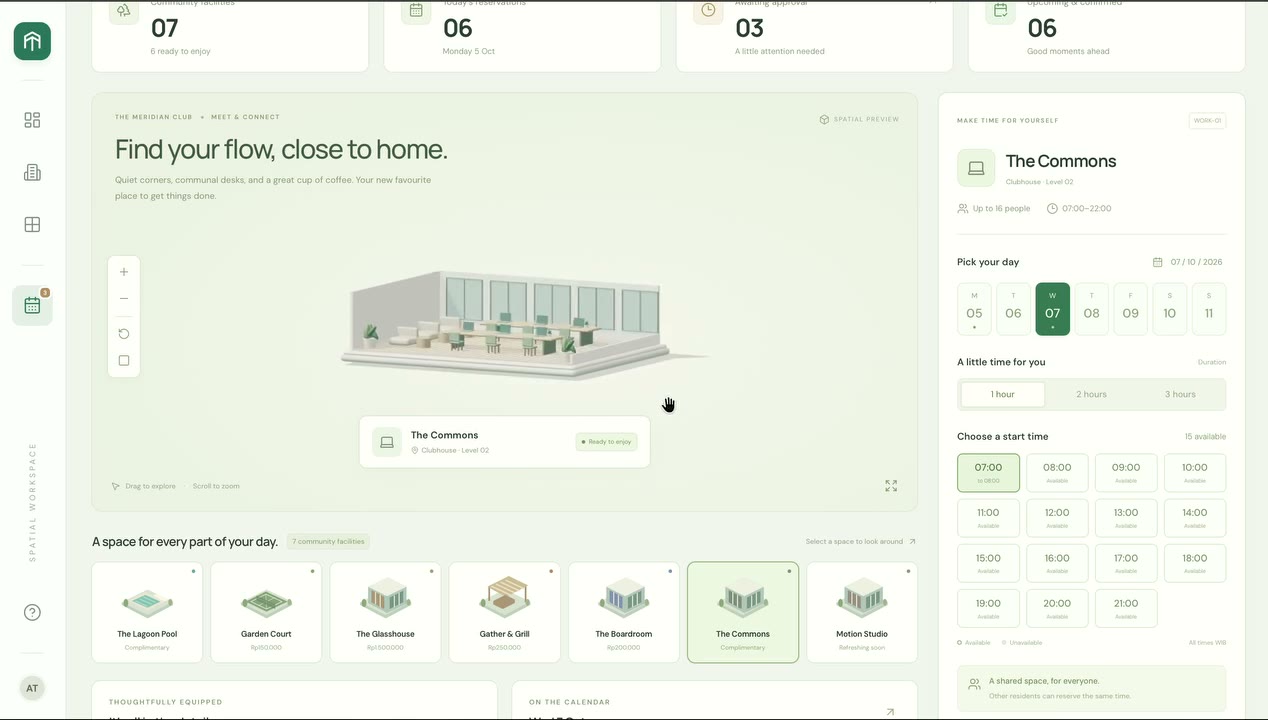 Community facilities
07
6 ready to enjoy
Today's reservations
06
Monday 5 Oct
Awaiting approval
03
A little attention needed
Upcoming & confirmed
06
Good moments ahead
3
SPATIAL WORKSPACE
AT
THE MERIDIAN CLUB • MEET & CONNECT
SPATIAL PREVIEW
Find your flow, close to home.
Quiet corners, communal desks, and a great cup of coffee. Your new favourite
place to get things done.
The Commons
Clubhouse · Level 02
Ready to enjoy
Drag to explore · Scroll to zoom
A space for every part of your day.
7 community facilities
Select a space to look around
The Lagoon Pool
Complimentary
Garden Court
Rp150.000
The Glasshouse
Rp1.500.000
Gather & Grill
Rp250.000
The Boardroom
Rp200.000
The Commons
Complimentary
Motion Studio
Refreshing soon
THOUGHTFULLY EQUIPPED
ON THE CALENDAR
MAKE TIME FOR YOURSELF
WORK-01
The Commons
Clubhouse · Level 02
Up to 16 people
07:00–22:00
Pick your day
07 / 10 / 2026
M T W T F S S
05 06 07 08 09 10 11
A little time for you
Duration
1 hour 2 hours 3 hours
Choose a start time
15 available
07:00 08:00 09:00 10:00
to 08:00 Available Available Available
11:00 12:00 13:00 14:00
Available Available Available Available
15:00 16:00 17:00 18:00
Available Available Available Available
19:00 20:00 21:00
Available Available Available
Available Unavailable
All times WIB
A shared space, for everyone.
Other residents can reserve the same time.